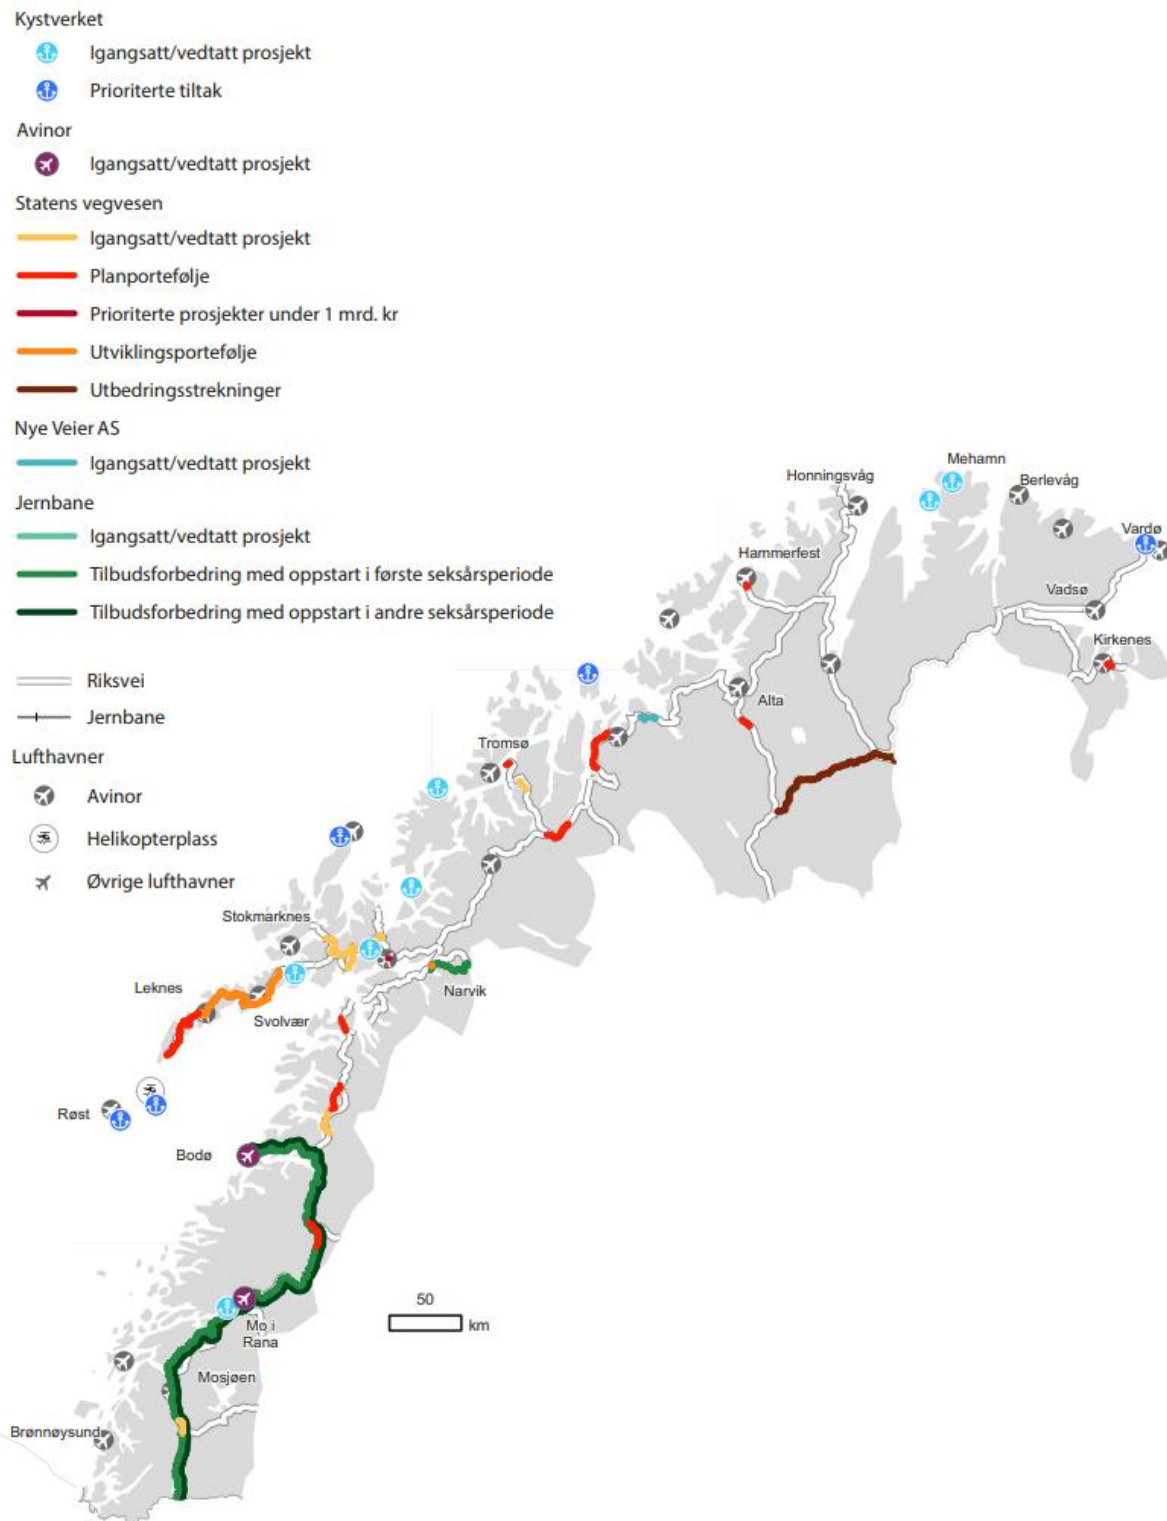 Kystverket
Igangsatt/vedtatt prosjekt
Prioriterte tiltak
Avinor
Igangsatt/vedtatt prosjekt
Statens vegvesen
Igangsatt/vedtatt prosjekt
Planportefølje
Prioriterte prosjekter under 1 mrd. kr
Utviklingsportefølje
Utbedringsstrekninger
Nye Veier AS
Igangsatt/vedtatt prosjekt
Jernbane
Igangsatt/vedtatt prosjekt
Tilbudsforbedring med oppstart i første seksårsperiode
Tilbudsforbedring med oppstart i andre seksårsperiode
Riksvei
Jernbane
Lufthavner
Avinor
Helikopterplass
Øvrige lufthavner
Mehamn
Honningsvåg
Berlevåg
Vardø
Hammerfest
Vadsø
Kirkenes
Alta
Tromsø
Stokmarknes
Leknes
Narvik
Svolvær
Røst
Bodø
50
km
Mo i
Rana
Mosjøen
Brønnøysund